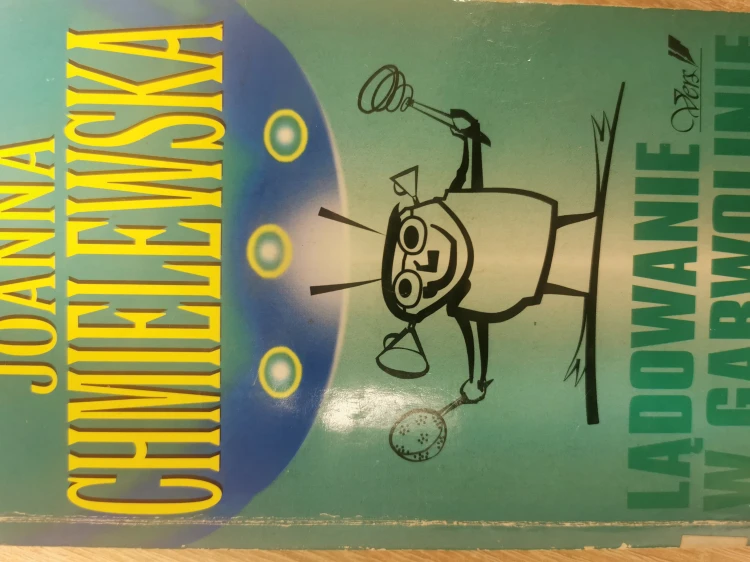 JOANNA
CHMIELEWSKA
Vers
LĄDOWANIE
W GARWOLINIE